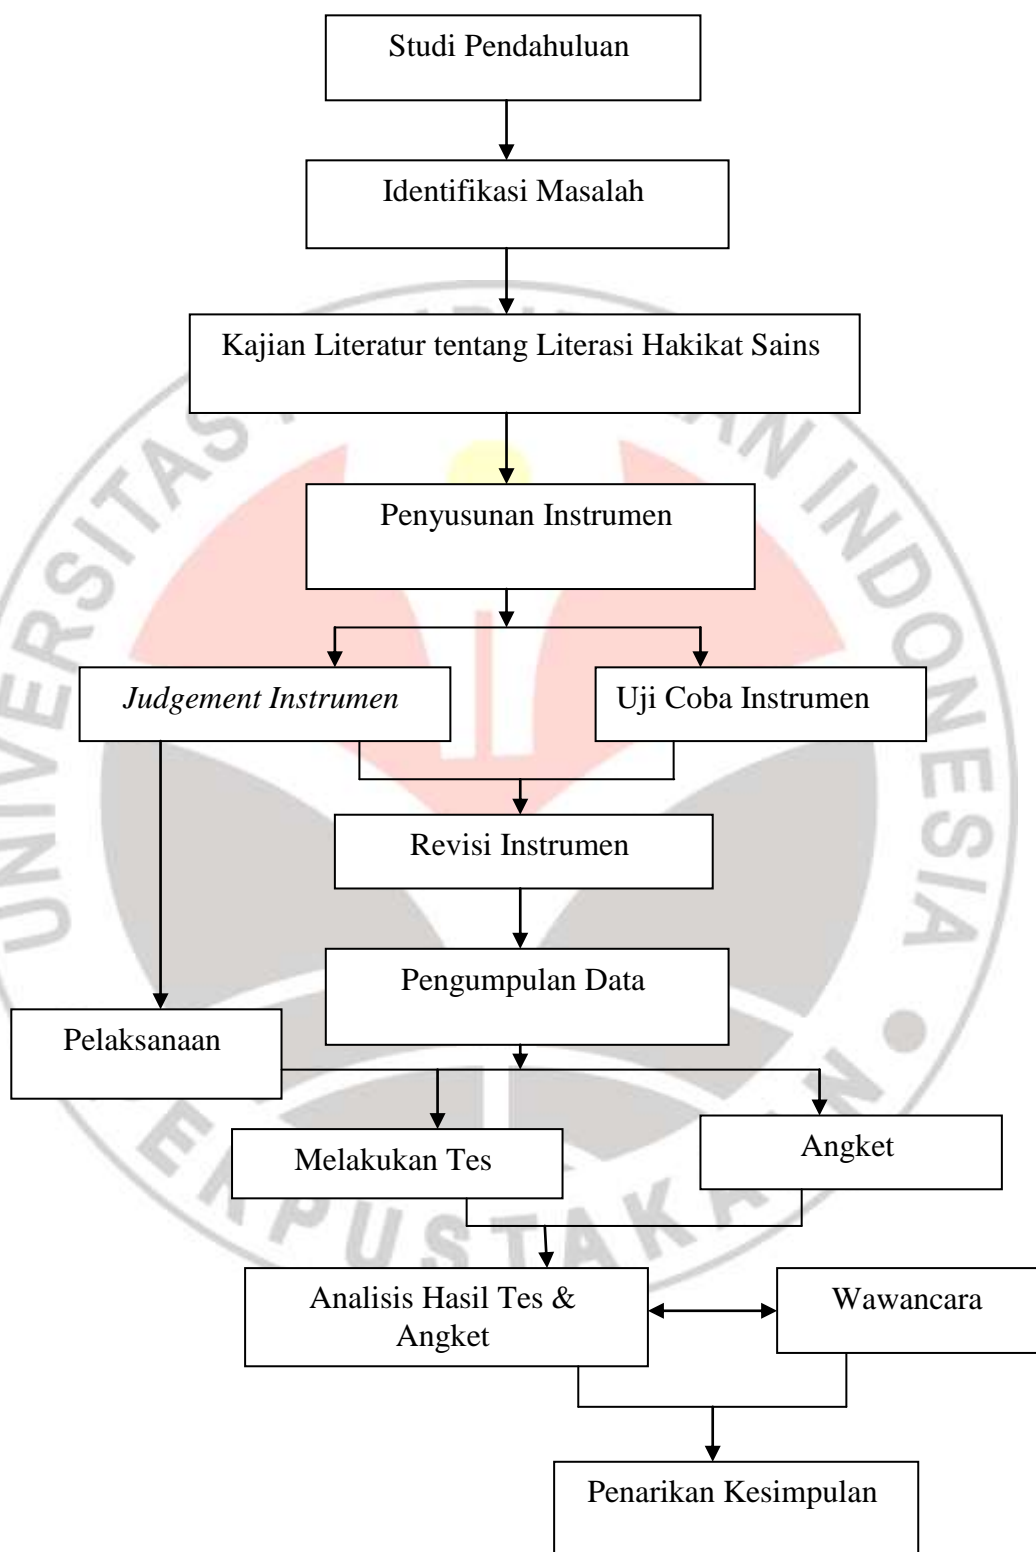 Studi Pendahuluan
Identifikasi Masalah
Kajian Literatur tentang Literasi Hakikat Sains
Penyusunan Instrumen
Judgement Instrumen
Uji Coba Instrumen
Revisi Instrumen
Pengumpulan Data
Pelaksanaan
Melakukan Tes
Angket
Analisis Hasil Tes &
Angket
Wawancara
Penarikan Kesimpulan
INDONESIA